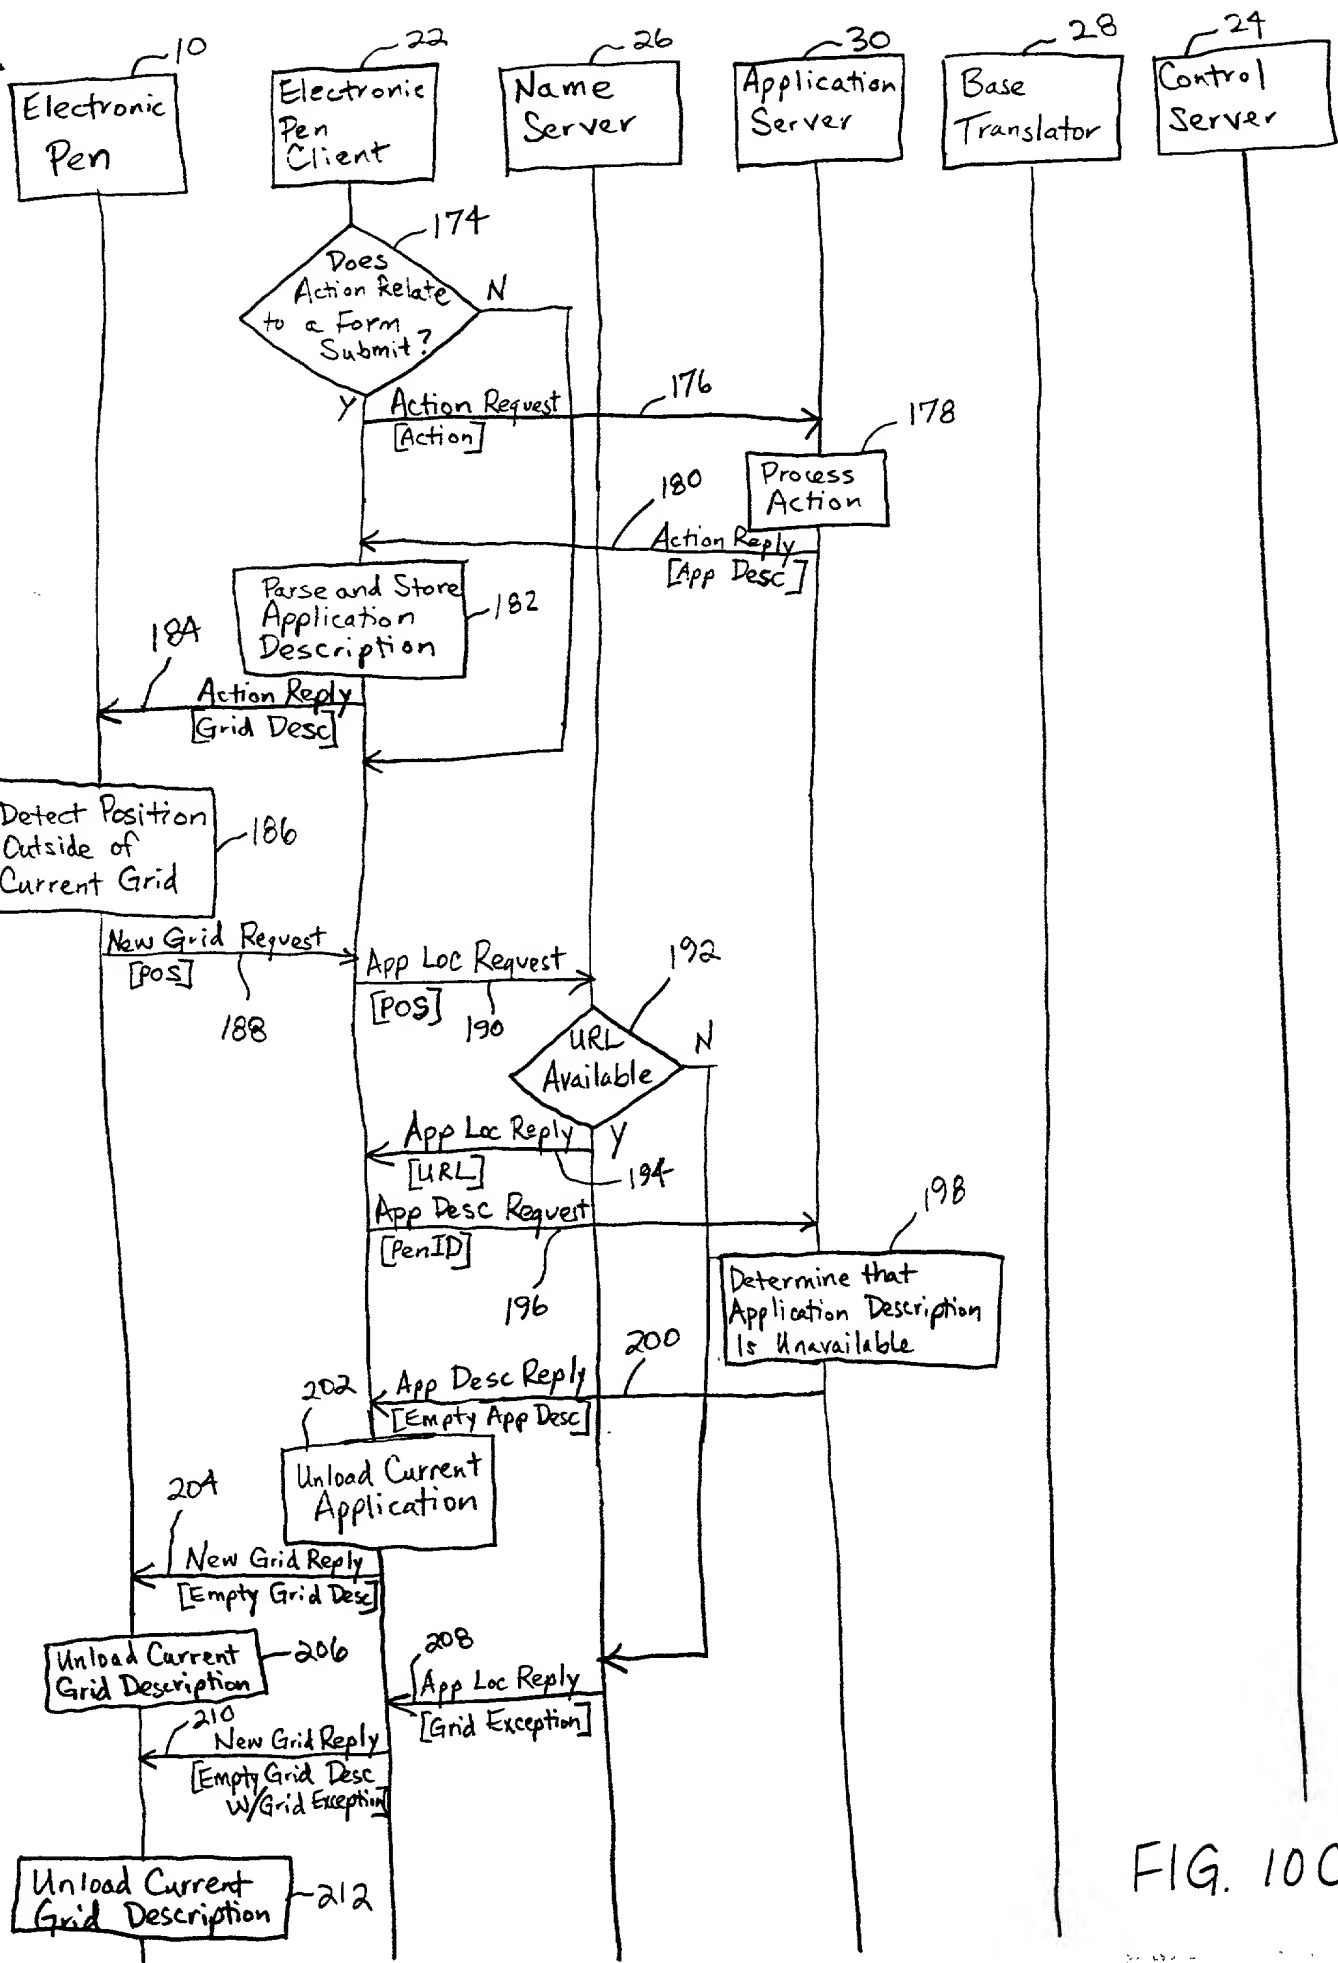 10
22
26
30
28
24
Electronic
Pen
Electronic
Pen
Client
Name
Server
Application
Server
Base
Translator
Control
Server
174
Does
Action Relate
to a Form
Submit?
N
Y
Action Request
[Action]
176
178
Process
Action
180
Action Reply
[App Desc]
Parse and Store
Application
Description
182
184
Action Reply
[Grid Desc]
Detect Position
Outside of
Current Grid
186
New Grid Request
[POS]
188
App Loc Request
[POS]
190
192
URL
Available
N
Y
App Loc Reply
[URL]
194
App Desc Request
[PenID]
196
198
Determine that
Application Description
Is Unavailable
200
App Desc Reply
[Empty App Desc]
202
Unload Current
Application
204
New Grid Reply
[Empty Grid Desc]
Unload Current
Grid Description
206
208
App Loc Reply
[Grid Exception]
210
New Grid Reply
[Empty Grid Desc
W/Grid Exception]
Unload Current
Grid Description
212
FIG. 10C